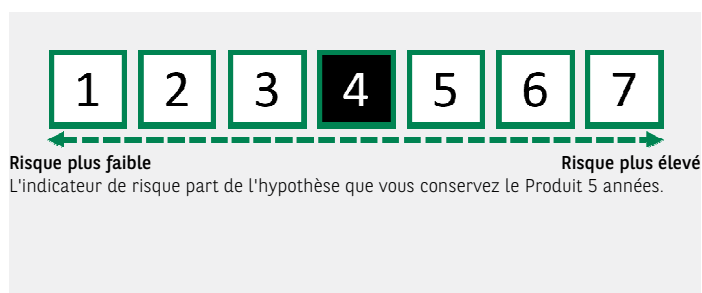 1 2 3 4 5 6 7
Risque plus faible Risque plus élevé
L'indicateur de risque part de l'hypothèse que vous conservez le Produit 5 années.